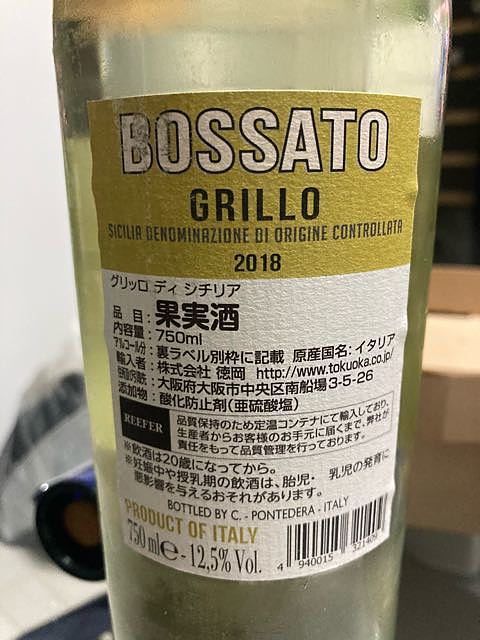 BOSSATO
GRILLO
SICILIA DENOMINAZIONE DI ORIGINE CONTROLLATA
2018
グリッロ ディ シチリア
品 目：果実酒
内容量：750ml
アルコール分：裏ラベル別枠に記載 原産国名：イタリア
輸入者：株式会社 徳岡 http://www.tokuoka.co.jp/
：大阪府大阪市中央区南船場3-5-26
添加物：酸化防止剤(亜硫酸塩)
REEFER
品質保持のため定温コンテナにて輸入しており、
生産者からお客様のお手元に届くまで、弊社が
責任をもって品質管理を行っております。
※飲酒は20歳になってから。
※妊娠中や授乳期の飲酒は、胎児・ 乳児の発育に
悪影響を与えるおそれがあります。
BOTTLED BY C. - PONTEDERA - ITALY
PRODUCT OF ITALY
750 ml e - 12,5% Vol.
4 940015 321409